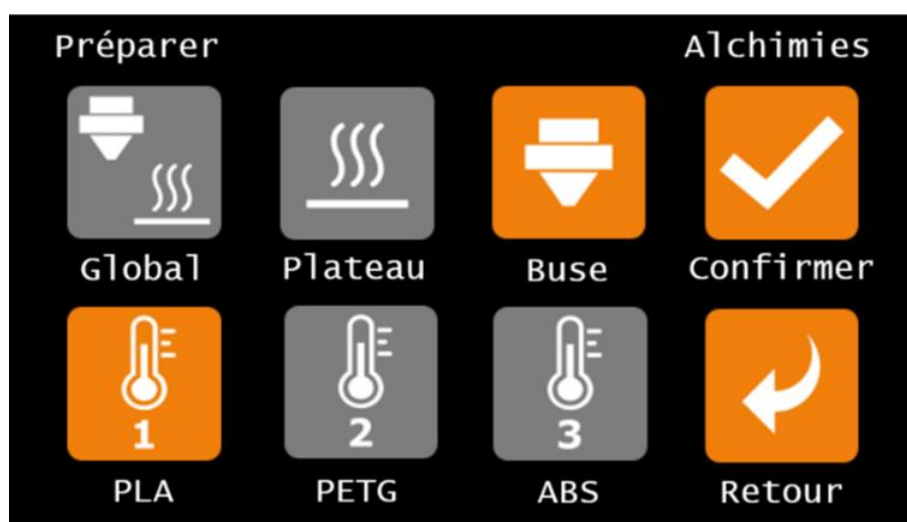 Préparer Alchimies
Global Plateau Buse Confirmer
1 2 3
PLA PETG ABS Retour